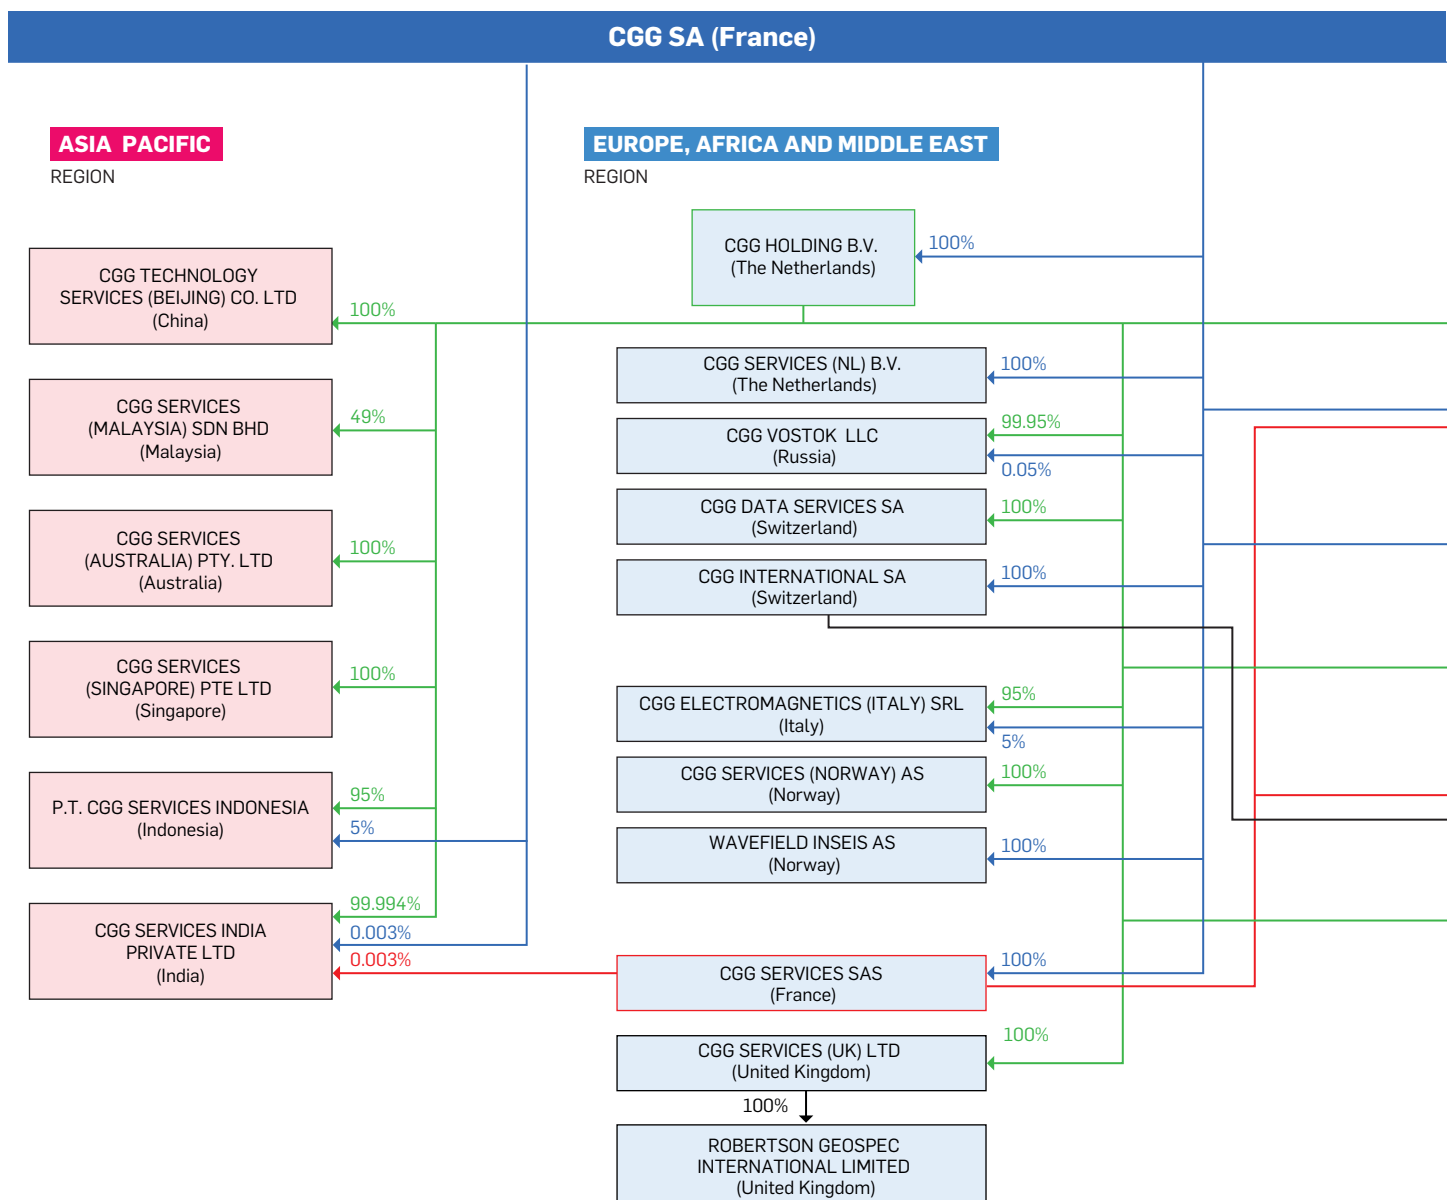 CGG SA (France)
ASIA PACIFIC
REGION
CGG TECHNOLOGY
SERVICES (BEIJING) CO. LTD
(China)
100%
CGG SERVICES
(MALAYSIA) SDN BHD
(Malaysia)
49%
CGG SERVICES
(AUSTRALIA) PTY. LTD
(Australia)
100%
CGG SERVICES
(SINGAPORE) PTE LTD
(Singapore)
100%
P.T. CGG SERVICES INDONESIA
(Indonesia)
95%
5%
CGG SERVICES INDIA
PRIVATE LTD
(India)
99.994%
0.003%
0.003%
EUROPE, AFRICA AND MIDDLE EAST
REGION
CGG HOLDING B.V.
(The Netherlands)
100%
CGG SERVICES (NL) B.V.
(The Netherlands)
100%
CGG VOSTOK LLC
(Russia)
99.95%
0.05%
CGG DATA SERVICES SA
(Switzerland)
100%
CGG INTERNATIONAL SA
(Switzerland)
100%
CGG ELECTROMAGNETICS (ITALY) SRL
(Italy)
95%
5%
CGG SERVICES (NORWAY) AS
(Norway)
100%
WAVEFIELD INSEIS AS
(Norway)
100%
CGG SERVICES SAS
(France)
100%
CGG SERVICES (UK) LTD
(United Kingdom)
100%
100%
ROBERTSON GEOSPEC
INTERNATIONAL LIMITED
(United Kingdom)